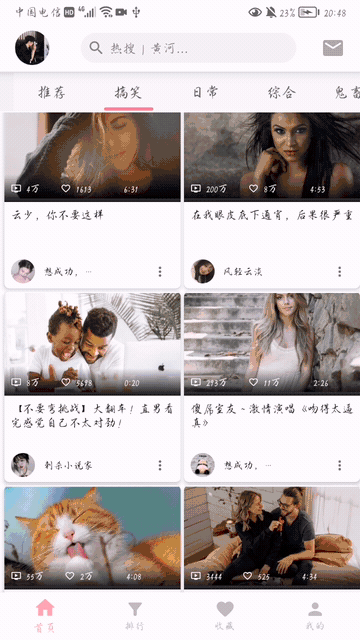 中国电信 HD 4G 23% 20:48
热搜 | 黄河...
推荐 搞笑 日常 综合 鬼畜
4万 1613 6:31
200万 8万 4:53
云少，你不要这样
在我眼皮底下通宵，后果很严重
想成功，...
风轻云淡
8万 3698 0:20
293万 11万 2:26
【不要弯挑战】大翻车！直男看
完感觉自己不太对劲！
傻屌室友~激情演唱《吻得太逼
真》
刺杀小说家
想成功，...
55万 2万 4:08
3444 525 4:34
首页 排行 收藏 我的